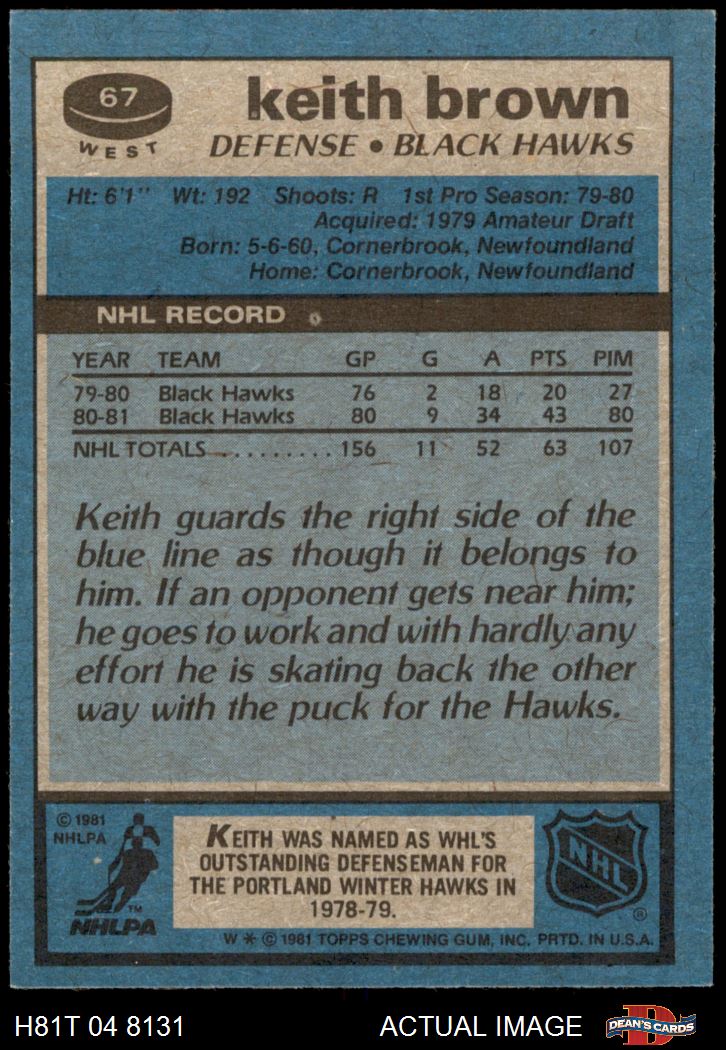 67
WEST
keith brown
DEFENSE • BLACK HAWKS
Ht: 6'1" Wt: 192 Shoots: R 1st Pro Season: 79-80
Acquired: 1979 Amateur Draft
Born: 5-6-60, Cornerbrook, Newfoundland
Home: Cornerbrook, Newfoundland
NHL RECORD
YEAR TEAM GP G A PTS PIM
79-80 Black Hawks 76 2 18 20 27
80-81 Black Hawks 80 9 34 43 80
NHL TOTALS ......... 156 11 52 63 107
Keith guards the right side of the
blue line as though it belongs to
him. If an opponent gets near him;
he goes to work and with hardly any
effort he is skating back the other
way with the puck for the Hawks.
© 1981
NHLPA
TM
NHLPA
KEITH WAS NAMED AS WHL'S
OUTSTANDING DEFENSEMAN FOR
THE PORTLAND WINTER HAWKS IN
1978-79.
NHL
®
W * © 1981 TOPPS CHEWING GUM, INC. PRTD. IN U.S.A.
H81T 04 8131 ACTUAL IMAGE
D
DEAN'S CARDS